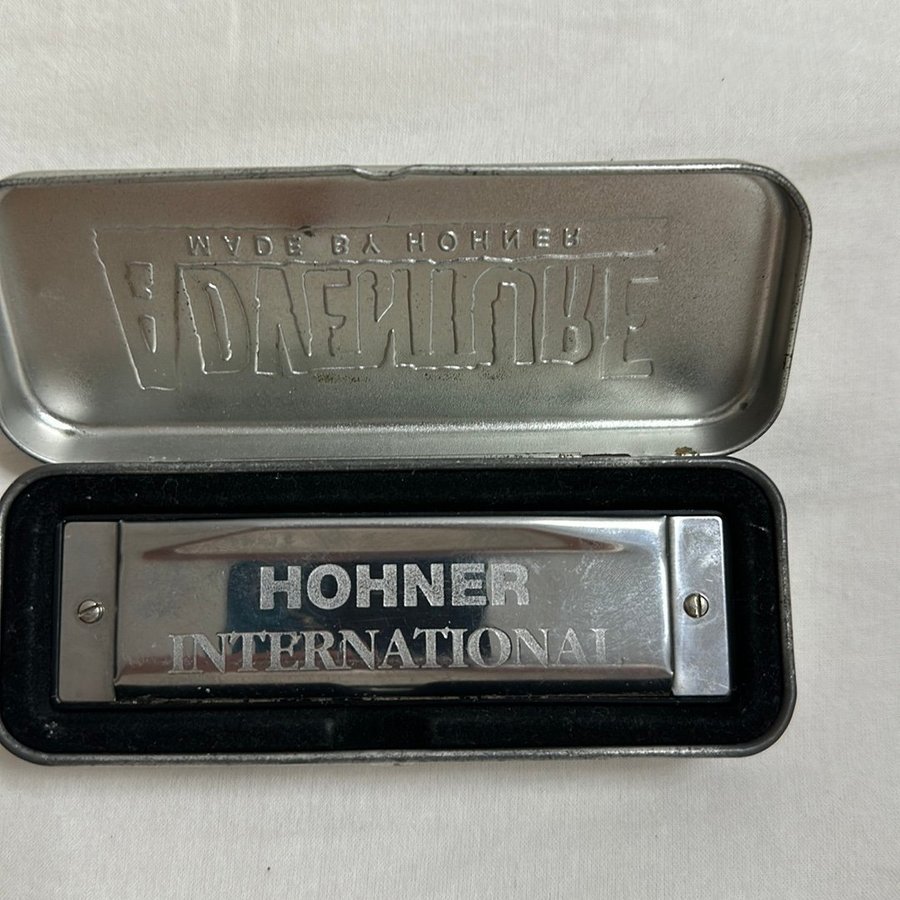 MADE BY HOHNER
ADVENTURE
HOHNER
INTERNATIONAL